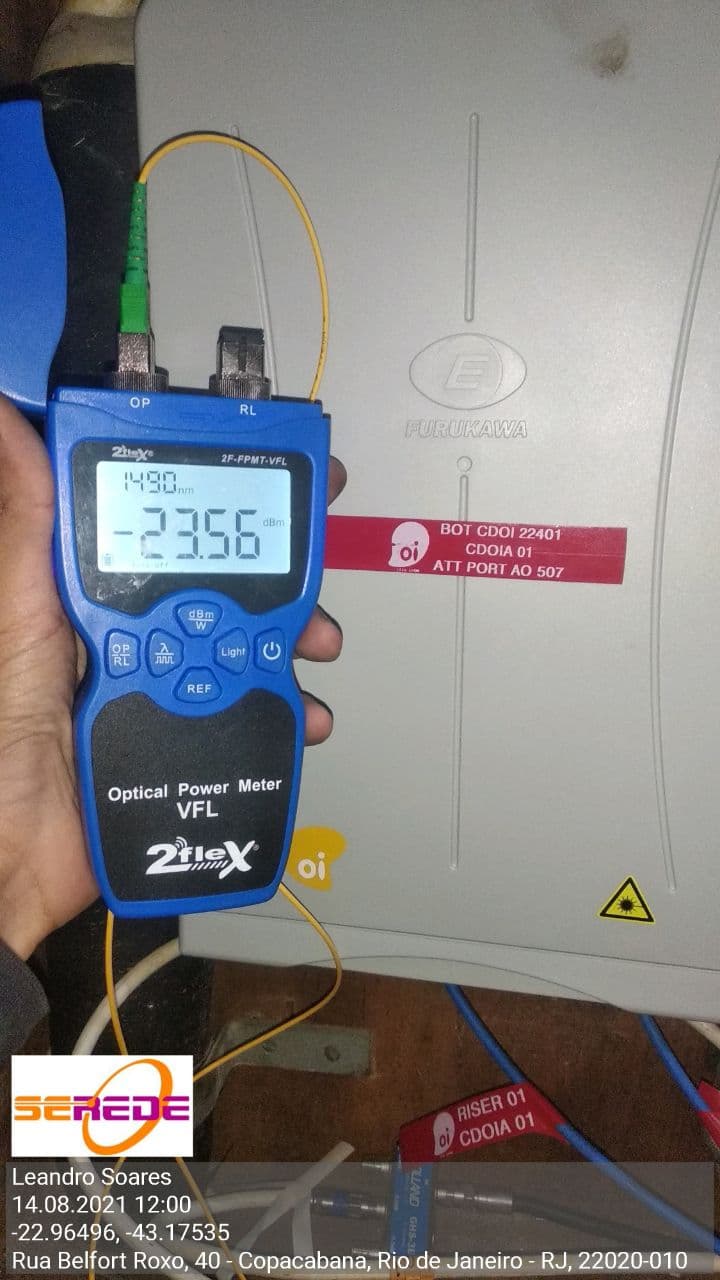 OP
RL
2flex®
2F-FPMT-VFL
1490nm
-23.56 dBm
dBm
W
OP
RL
λ
Light
REF
Optical Power Meter
VFL
2fleX®
E
FURUKAWA
oi
BOT CDOI 22401
CDOIA 01
ATT PORT AO 507
oi
oi
RISER 01
CDOIA 01
SEREDE
Leandro Soares
14.08.2021 12:00
-22.96496, -43.17535
Rua Belfort Roxo, 40 - Copacabana, Rio de Janeiro - RJ, 22020-010